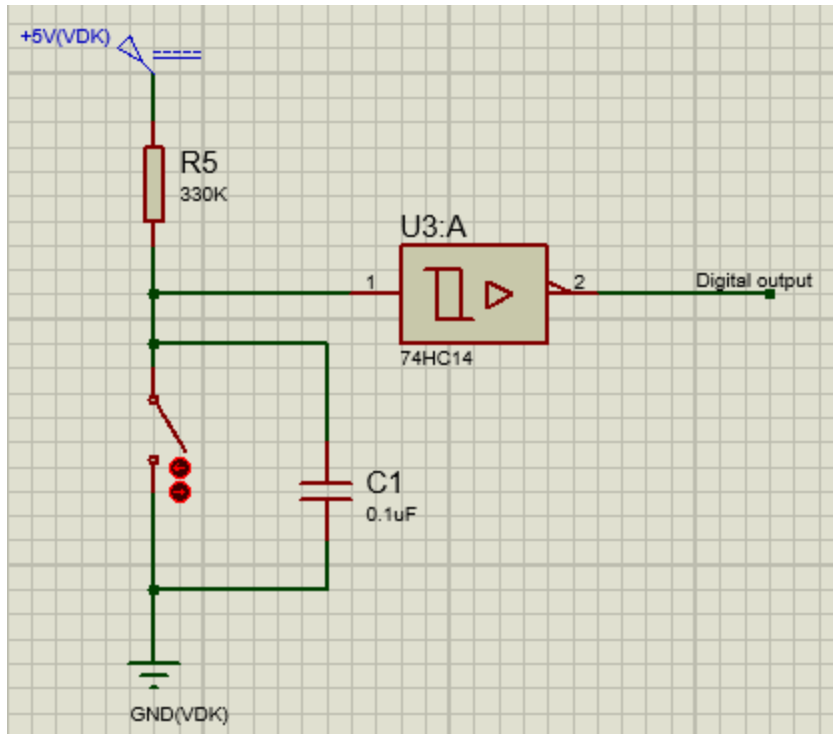 +5V(VDK)
R5
330K
U3:A
1
2
Digital output
74HC14
C1
0.1uF
GND(VDK)